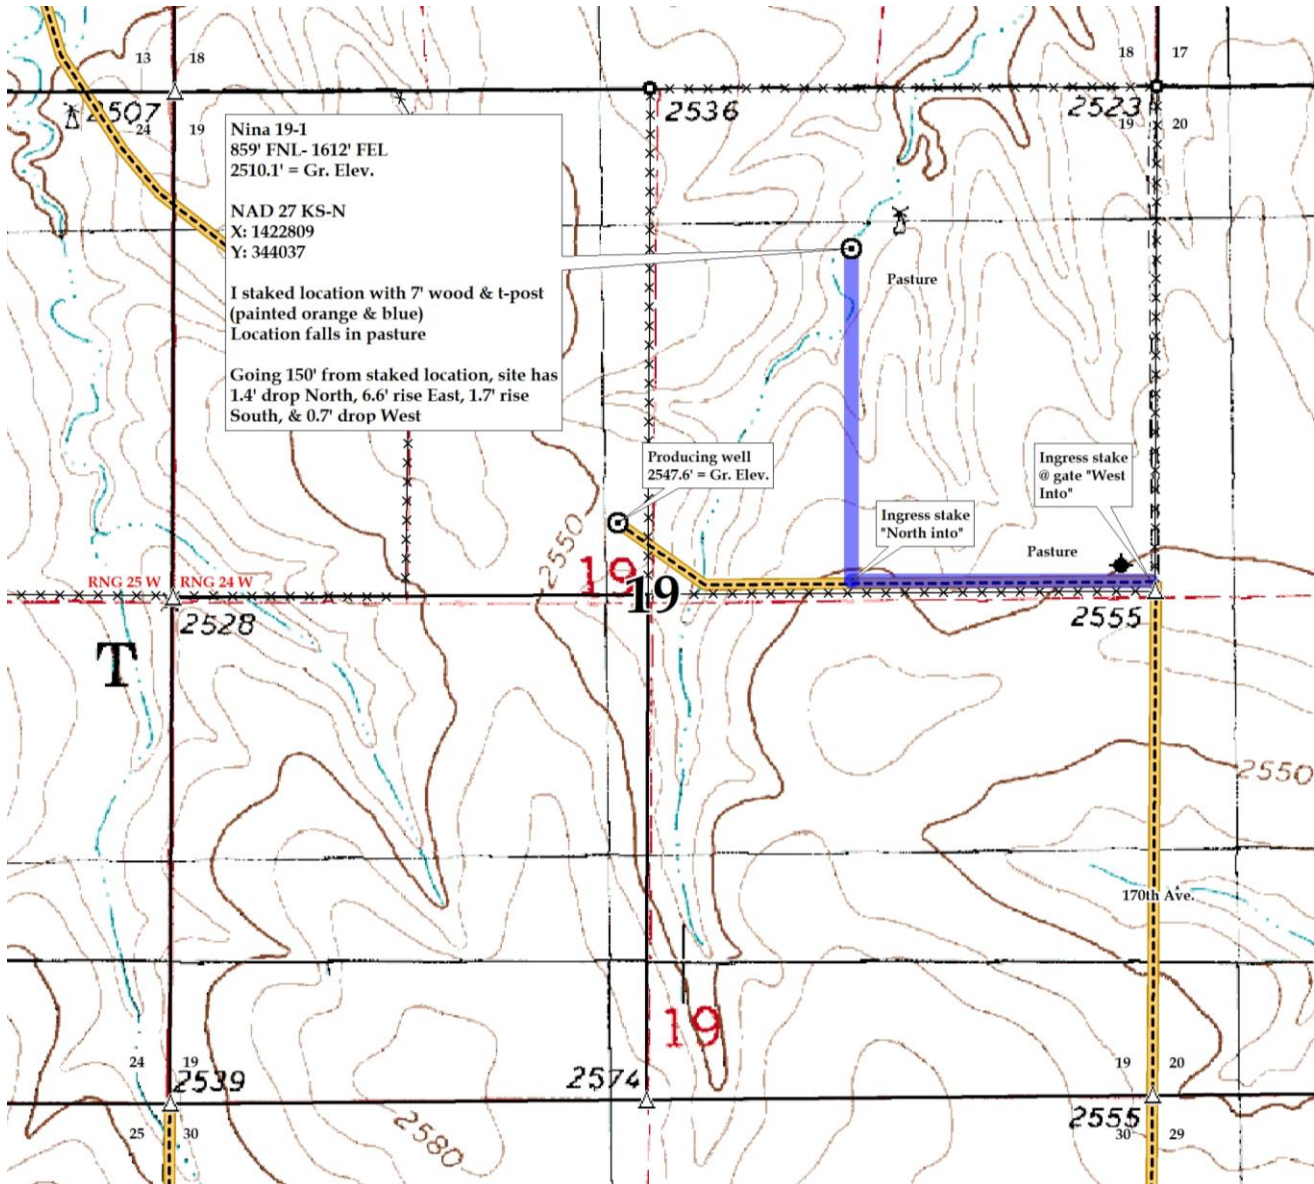 13 18
18 17
2507
2536
2523
24 19
19 20
Nina 19-1
859' FNL- 1612' FEL
2510.1' = Gr. Elev.
NAD 27 KS-N
X: 1422809
Y: 344037
I staked location with 7' wood & t-post
(painted orange & blue)
Location falls in pasture
Going 150' from staked location, site has
1.4' drop North, 6.6' rise East, 1.7' rise
South, & 0.7' drop West
Pasture
Producing well
2547.6' = Gr. Elev.
Ingress stake
@ gate "West
Into"
Ingress stake
"North into"
Pasture
2550
19
19
RNG 25 W RNG 24 W
2528
2555
T
2550
170th Ave.
19
24 19
19 20
2539
2574
2555
25 30
30 29
2580